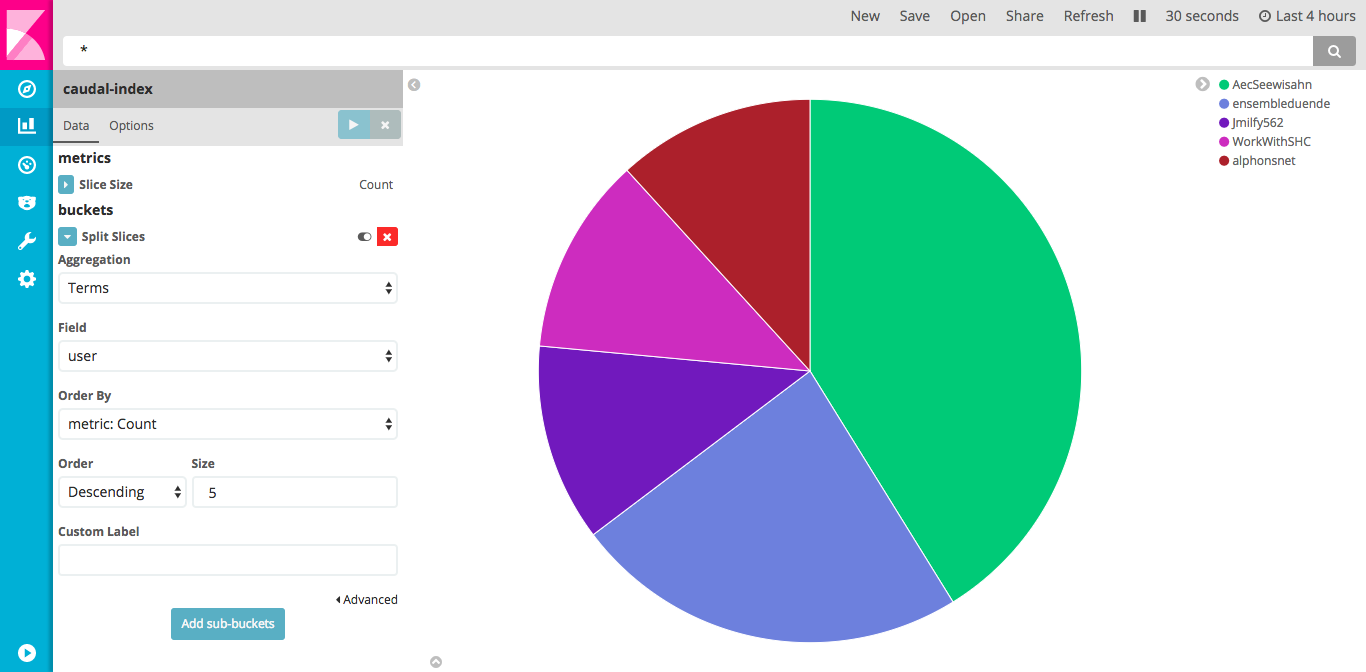 New Save Open Share Refresh 30 seconds Last 4 hours
*
caudal-index
Data Options
metrics
Slice Size Count
buckets
Split Slices
Aggregation
Terms
Field
user
Order By
metric: Count
Order Size
Descending 5
Custom Label
Advanced
Add sub-buckets
AecSeewisahn
ensembleduende
Jmilfy562
WorkWithSHC
alphonsnet